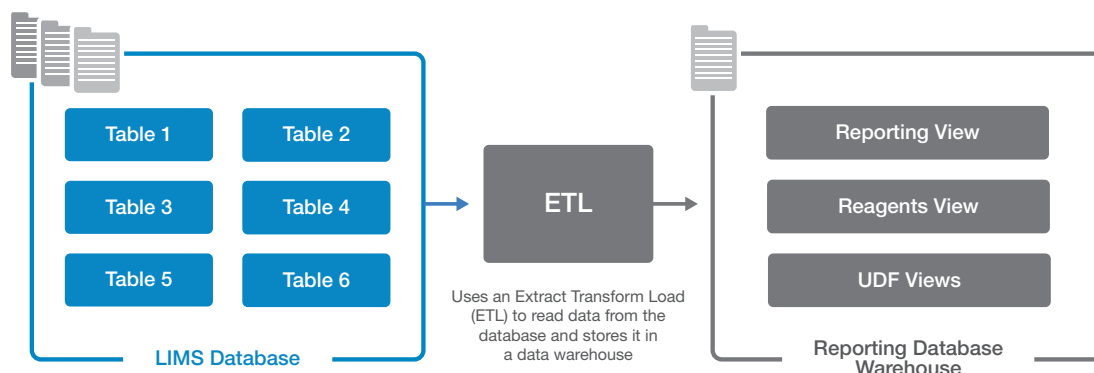 Table 1
Table 2
Table 3
Table 4
Table 5
Table 6
LIMS Database
ETL
Uses an Extract Transform Load
(ETL) to read data from the
database and stores it in
a data warehouse
Reporting View
Reagents View
UDF Views
Reporting Database
Warehouse